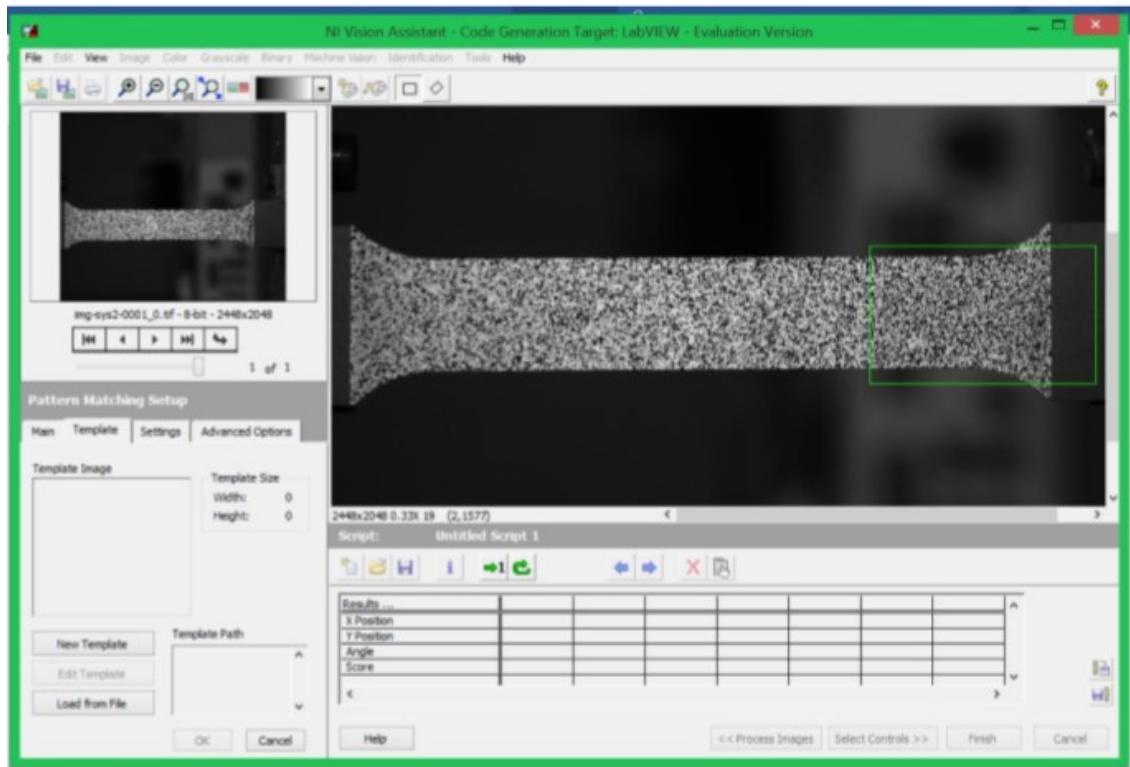 NI Vision Assistant - Code Generation Target: LabVIEW - Evaluation Version
File Edit View Image Color Grayscale Binary Machine Vision Identification Tools Help
img-sys2-0001_0.tif - 8-bit - 2448x2048
1 of 1
Pattern Matching Setup
Main Template Settings Advanced Options
Template Image
Template Size
Width: 0
Height: 0
New Template
Edit Template
Load from File
Template Path
OK Cancel
2448x2048 0.33X 19 (2,1577)
Script: Untitled Script 1
1
Results ...
X Position
Y Position
Angle
Score
Help << Process Images Select Controls >> Finish Cancel